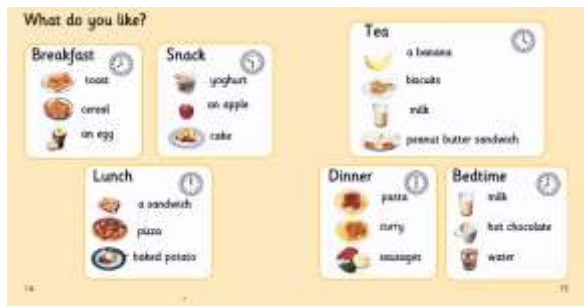 What do you like?
Breakfast
toast
cereal
an egg
Snack
yoghurt
an apple
cake
Lunch
a sandwich
pizza
baked potato
Tea
a banana
biscuits
milk
peanut butter sandwich
Dinner
pasta
curry
sausages
Bedtime
milk
hot chocolate
water
14
15